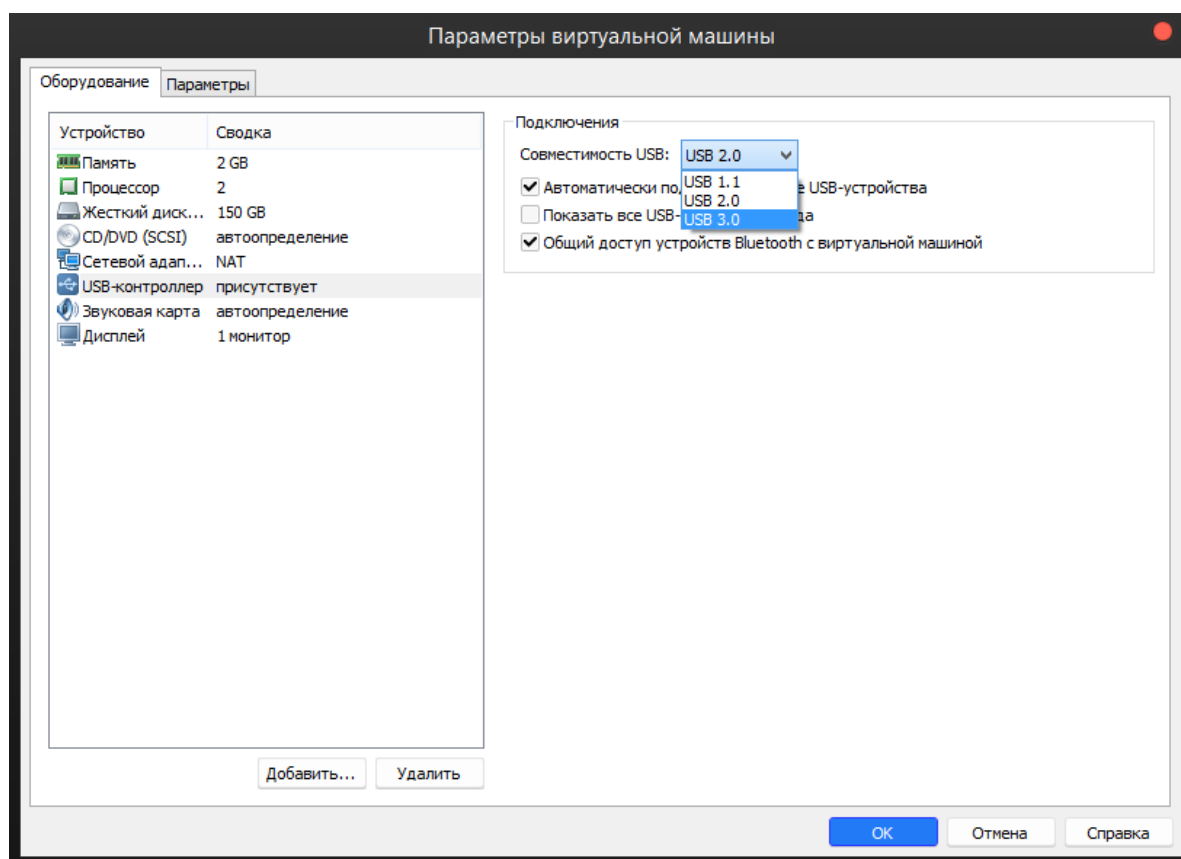 Параметры виртуальной машины
Оборудование Параметры
Устройство Сводка
Память 2 GB
Процессор 2
Жесткий диск... 150 GB
CD/DVD (SCSI) автоопределение
Сетевой адап... NAT
USB-контроллер присутствует
Звуковая карта автоопределение
Дисплей 1 монитор
Добавить... Удалить
Подключения
Совместимость USB: USB 2.0
USB 1.1
USB 2.0
USB 3.0
Автоматически USB-устройства
Показать все USB-
Общий доступ устройств Bluetooth с виртуальной машиной
OK Отмена Справка